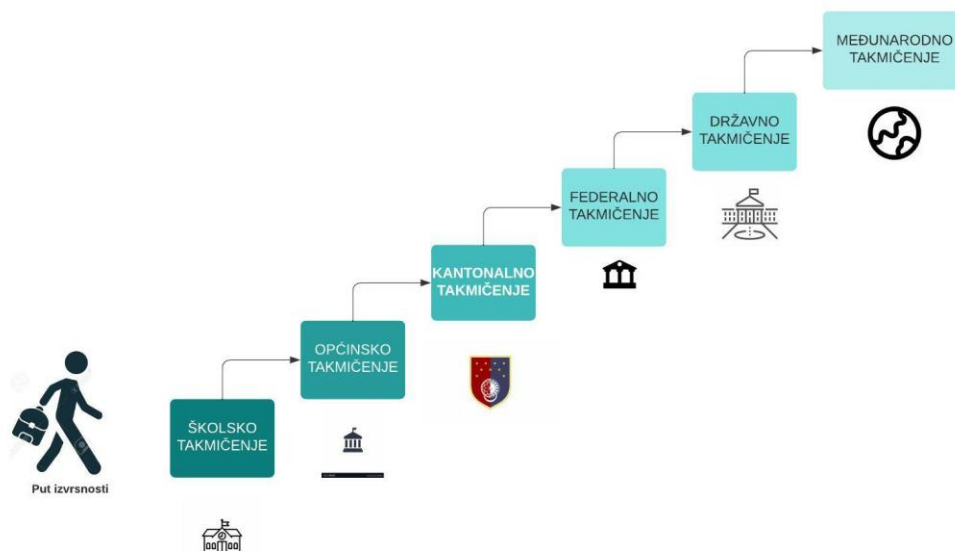 MEĐUNARODNO
TAKMIČENJE
DRŽAVNO
TAKMIČENJE
FEDERALNO
TAKMIČENJE
KANTONALNO
TAKMIČENJE
OPĆINSKO
TAKMIČENJE
ŠKOLSKO
TAKMIČENJE
Put izvrsnosti